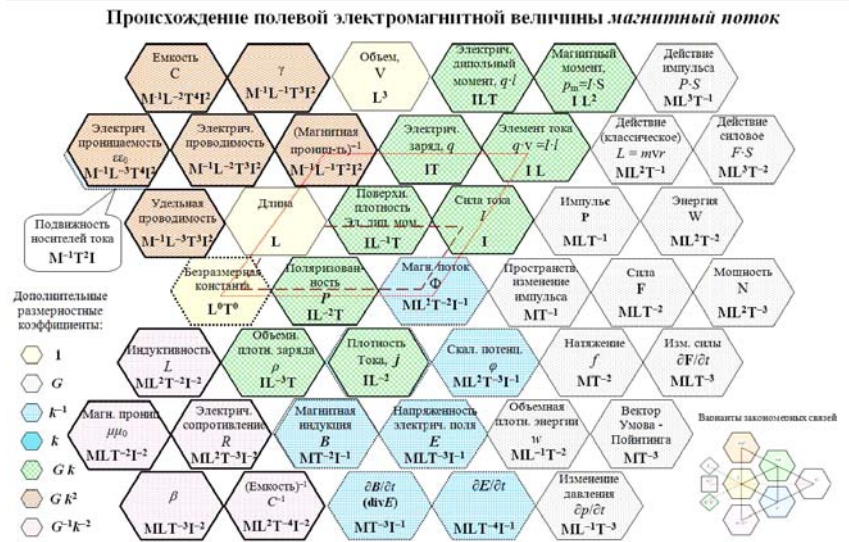 Происхождение полевой электромагнитной величины магнитный поток
Емкость
C
M⁻¹L⁻²T⁴I²
γ
M⁻¹L⁻¹T³I²
Объем,
V
L³
Электрич.
дипольный
момент, q·l
ILT
Магнитный
момент,
pₘ=I·S
I L²
Действие
импульса
P·S
ML³T⁻¹
Электрич
проницаемость
εε₀
M⁻¹L⁻³T⁴I²
Электрич.
проводимость
M⁻¹L⁻²T³I²
(Магнитная
прониц-ть)⁻¹
M⁻¹L⁻¹T²I²
Электрич.
заряд, q
IT
Элемент тока
q·v =I·l
I L
Действие
(классическое)
L = mvr
ML²T⁻¹
Действие
силовое
F·S
ML³T⁻²
Подвижность
носителей тока
M⁻¹T²I
Удельная
проводимость
M⁻¹L⁻³T³I²
Длина
L
Поверхн.
плотность
Эл. дип. мом.
IL⁻¹T
Сила тока
I
I
Импульс
P
MLT⁻¹
Энергия
W
ML²T⁻²
Безразмерная
константа
L⁰T⁰
Поляризован-
ность
P
IL⁻²T
Магн. поток
Ф
ML²T⁻²I⁻¹
Пространств.
изменение
импульса
MT⁻¹
Сила
F
MLT⁻²
Мощность
N
ML²T⁻³
Дополнительные
размерностные
коэффициенты:
1
G
k⁻¹
k
G k
G k²
G⁻¹k⁻²
Индуктивность
L
ML²T⁻²I⁻²
Объемн.
плотн. заряда
ρ
IL⁻³T
Плотность
Тока, j
IL⁻²
Скал. потенц.
φ
ML²T⁻³I⁻¹
Натяжение
f
MT⁻²
Изм. силы
∂F/∂t
MLT⁻³
Магн. прониц.
μμ₀
MLT⁻²I⁻²
Электрич.
сопротивление
R
ML²T⁻³I⁻²
Магнитная
индукция
B
MT⁻²I⁻¹
Напряженность
электрич. поля
E
MLT⁻³I⁻¹
Объемная
плотн. энергии
w
ML⁻¹T⁻²
Вектор
Умова -
Пойнтинга
MT⁻³
Варианты закономерных связей
β
MLT⁻³I⁻²
(Емкость)⁻¹
C⁻¹
ML²T⁻⁴I⁻²
∂B/∂t
(divE)
MT⁻³I⁻¹
∂E/∂t
MLT⁻⁴I⁻¹
Изменение
давления
∂p/∂t
ML⁻¹T⁻³